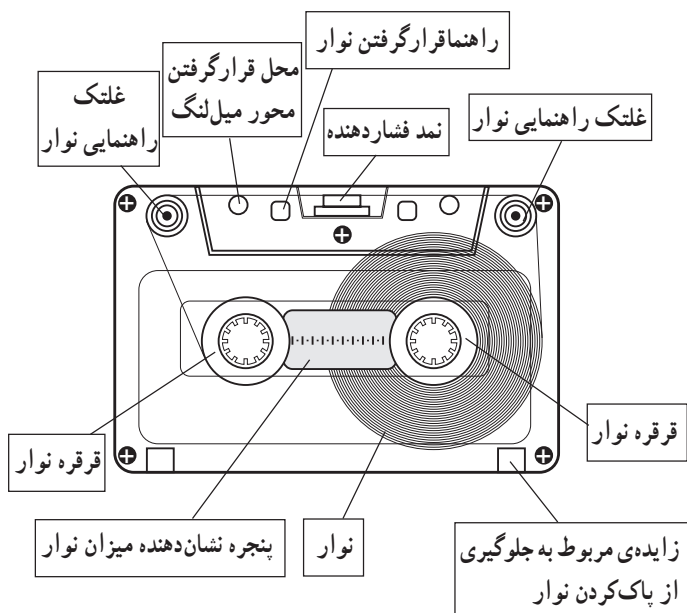 راهنماقرارگرفتن نوار
محل قرارگرفتن
محور میل‌لنگ
غلتک
راهنمایی نوار
نمد فشاردهنده
غلتک راهنمایی نوار
قرقره نوار
قرقره نوار
پنجره نشان‌دهنده میزان نوار
نوار
زایده‌ی مربوط به جلوگیری
از پاک‌کردن نوار